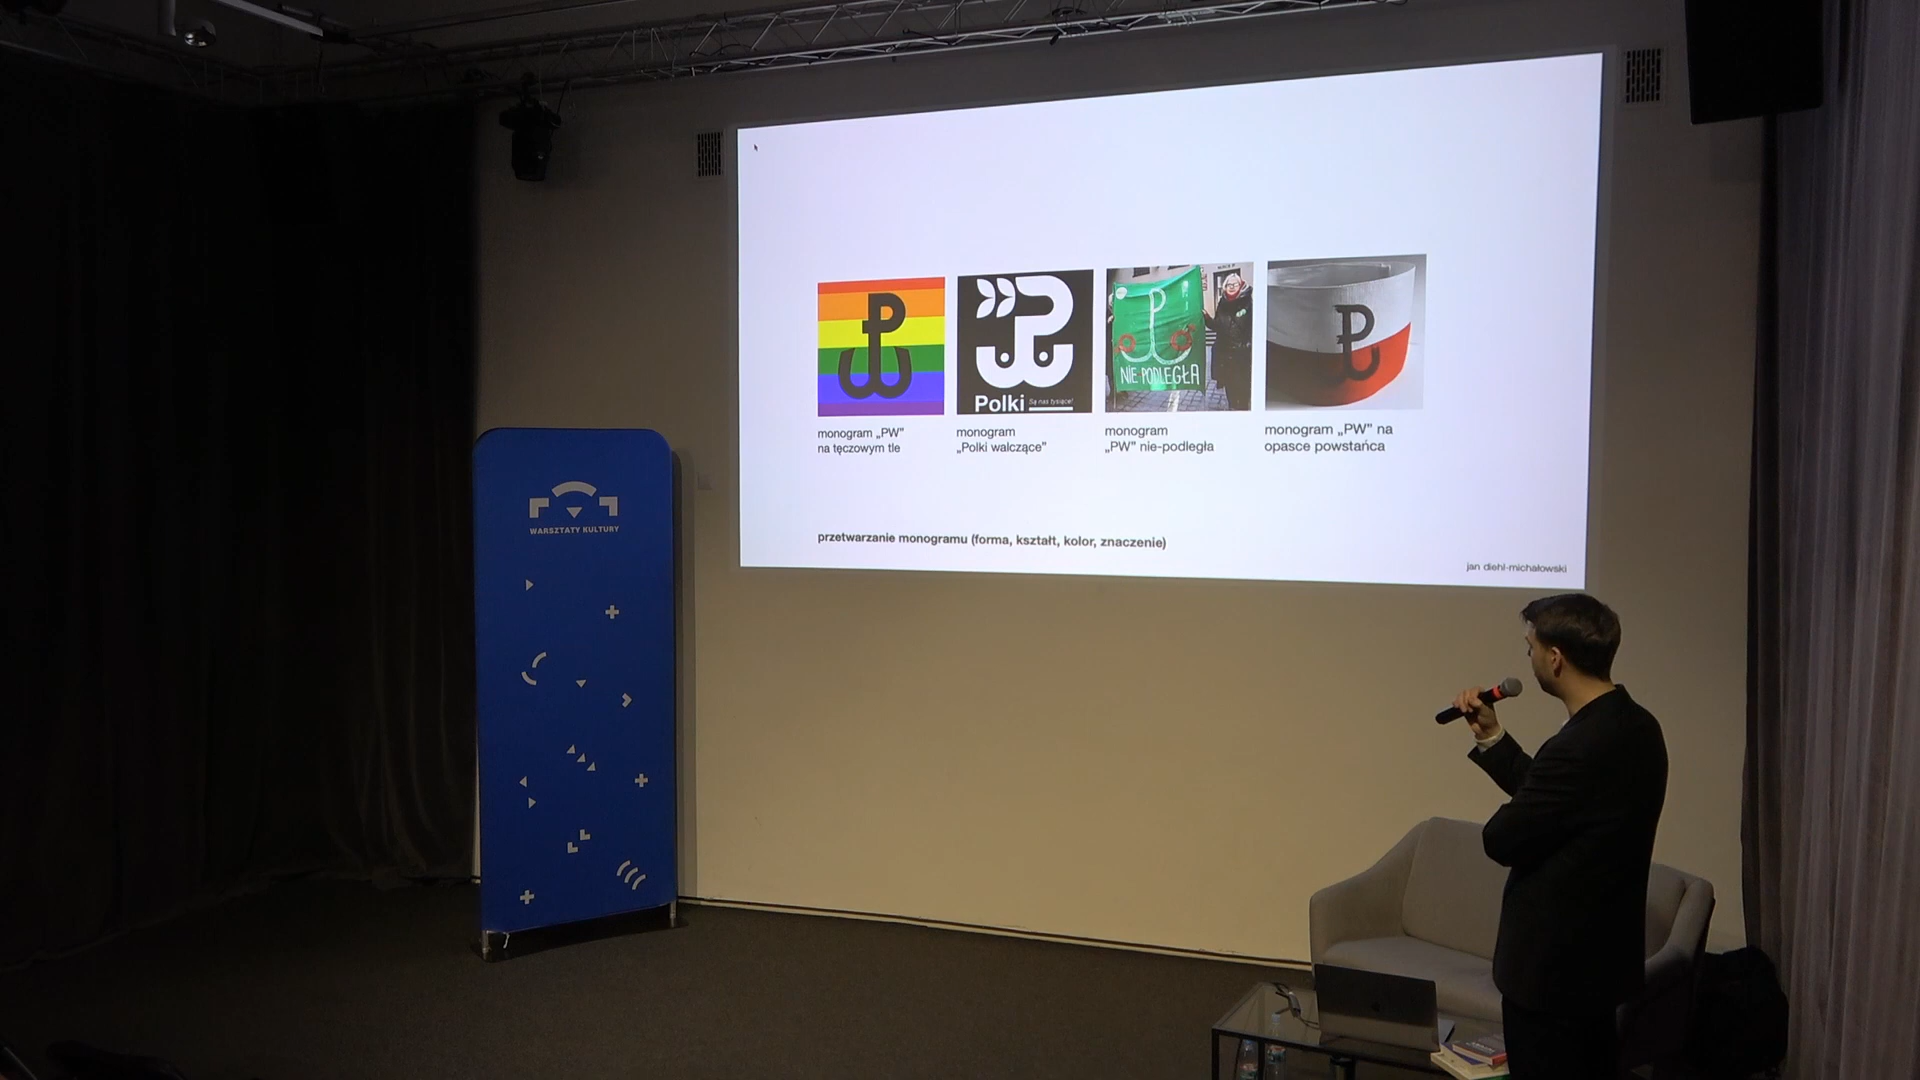 Polki Są nas tysiące!
NIE PODLEGŁA
monogram „PW”
na tęczowym tle
monogram
„Polki walczące”
monogram
„PW” nie-podległa
monogram „PW” na
opasce powstańca
przetwarzanie monogramu (forma, kształt, kolor, znaczenie)
jan diehl-michałowski
WARSZTATY KULTURY